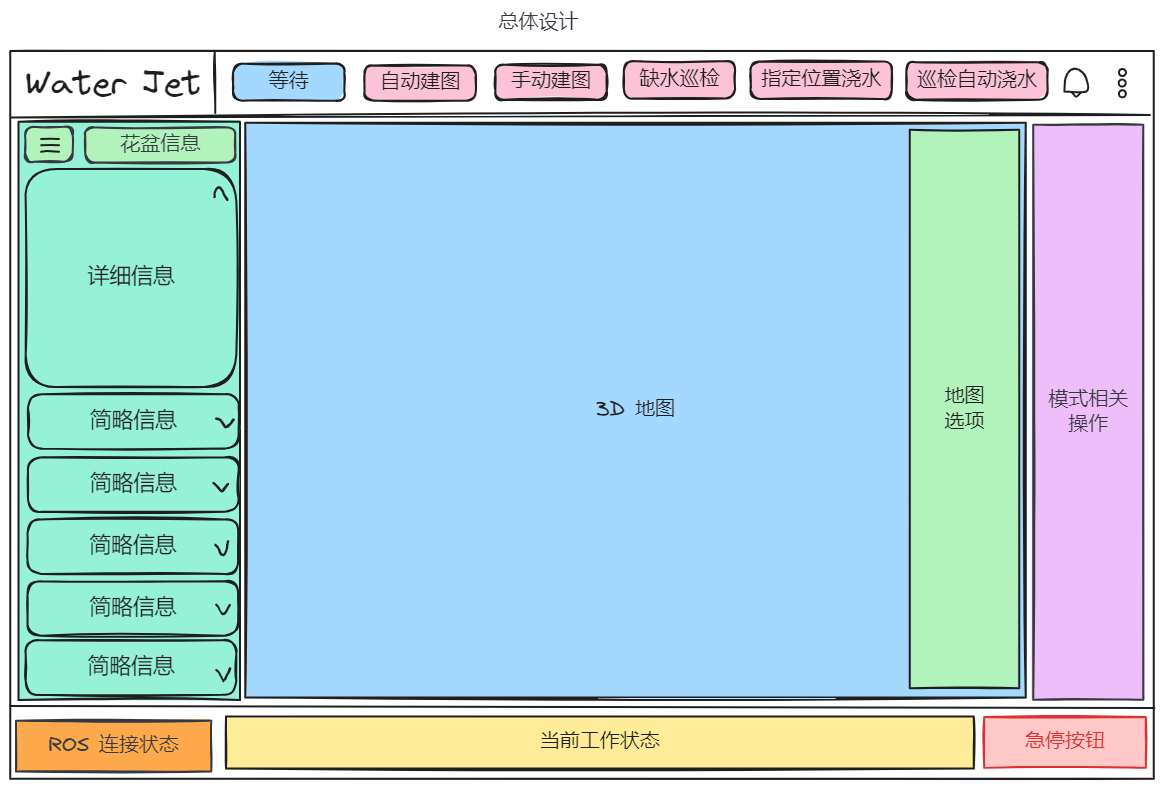 总体设计
Water Jet
等待
自动建图
手动建图
缺水巡检
指定位置浇水
巡检自动浇水
花盆信息
详细信息
简略信息
简略信息
简略信息
简略信息
简略信息
3D 地图
地图
选项
模式相关
操作
ROS 连接状态
当前工作状态
急停按钮